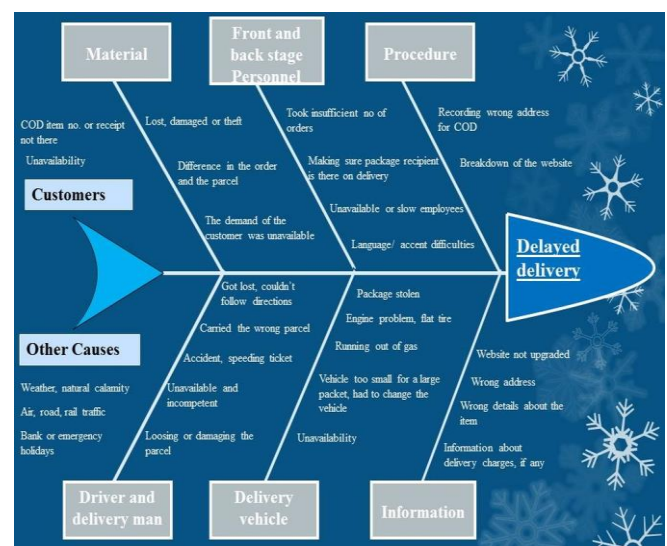 Material
Front and
back stage
Personnel
Procedure
COD item no. or receipt
not there
Unavailability
Customers
Lost, damaged or theft
Difference in the order
and the parcel
The demand of the
customer was unavailable
Took insufficient no of
orders
Making sure package recipient
is there on delivery
Unavailable or slow employees
Language/ accent difficulties
Recording wrong address
for COD
Breakdown of the website
Delayed
delivery
Other Causes
Weather, natural calamity
Air, road, rail traffic
Bank or emergency
holidays
Got lost, couldn't
follow directions
Carried the wrong parcel
Accident, speeding ticket
Unavailable and
incompetent
Loosing or damaging the
parcel
Package stolen
Engine problem, flat tire
Running out of gas
Vehicle too small for a large
packet, had to change the
vehicle
Unavailability
Website not upgraded
Wrong address
Wrong details about the
item
Information about
delivery charges, if any
Driver and
delivery man
Delivery
vehicle
Information